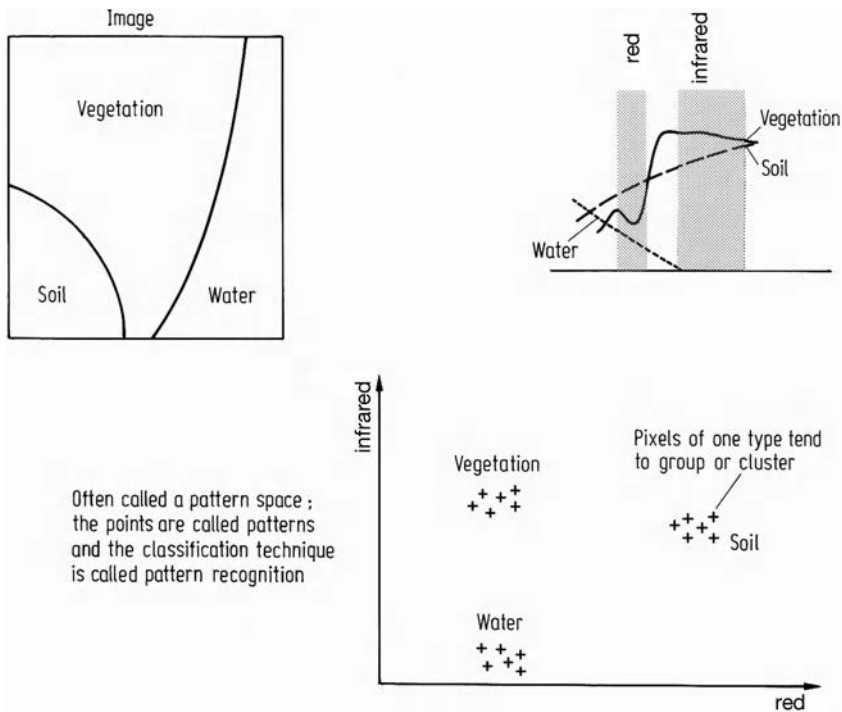 Image
Vegetation
Soil
Water
red
infrared
Vegetation
Soil
Water
infrared
Vegetation
Pixels of one type tend
to group or cluster
Soil
Water
red
Often called a pattern space ;
the points are called patterns
and the classification technique
is called pattern recognition